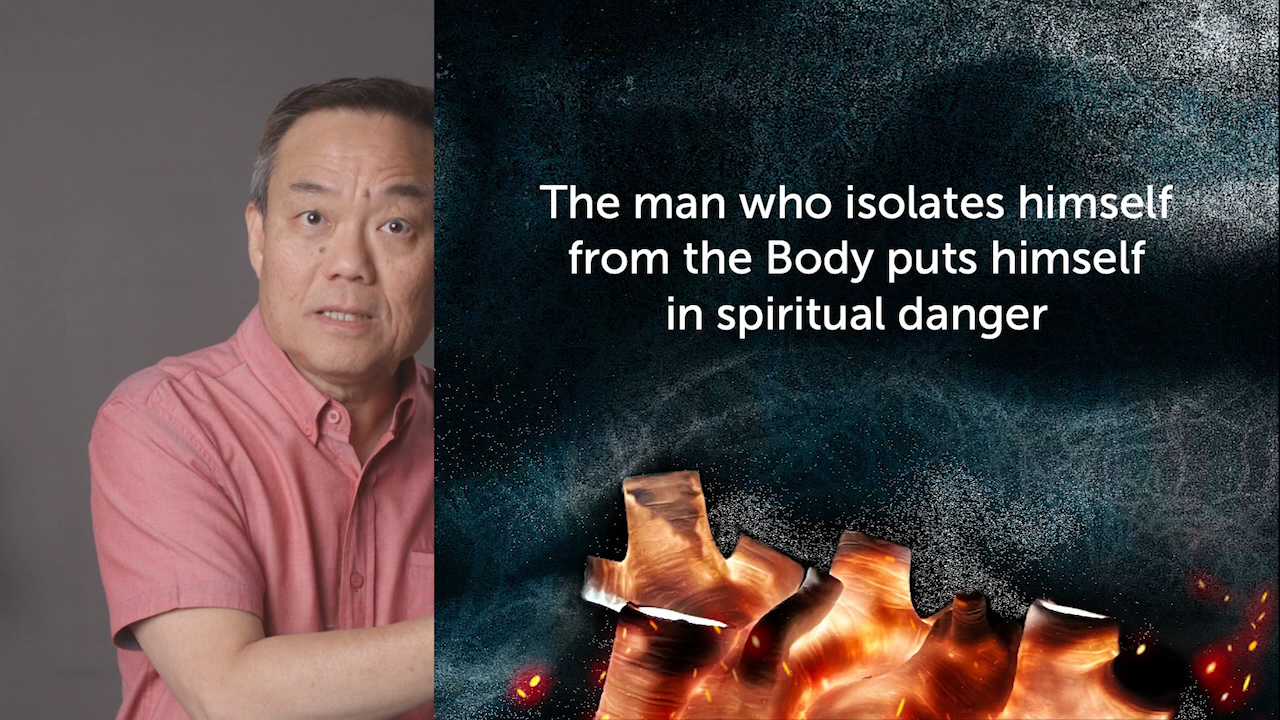 The man who isolates himself
from the Body puts himself
in spiritual danger